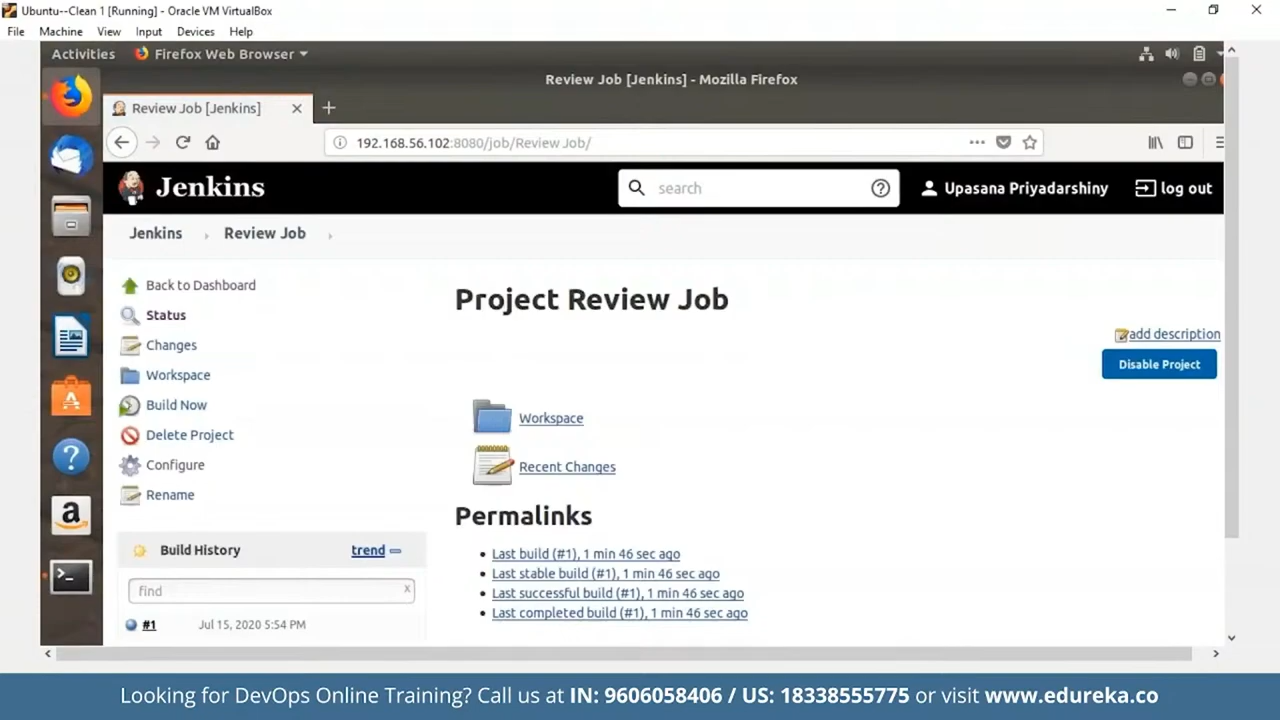 Ubuntu--Clean 1 [Running] - Oracle VM VirtualBox
File Machine View Input Devices Help
Activities Firefox Web Browser
Review Job [Jenkins] - Mozilla Firefox
Review Job [Jenkins]
192.168.56.102:8080/job/Review Job/
Jenkins
search
Upasana Priyadarshiny
log out
Jenkins
Review Job
Back to Dashboard
Status
Changes
Workspace
Build Now
Delete Project
Configure
Rename
Build History
trend
find
x
#1
Jul 15, 2020 5:54 PM
Project Review Job
add description
Disable Project
Workspace
Recent Changes
Permalinks
Last build (#1), 1 min 46 sec ago
Last stable build (#1), 1 min 46 sec ago
Last successful build (#1), 1 min 46 sec ago
Last completed build (#1), 1 min 46 sec ago
Looking for DevOps Online Training? Call us at IN: 9606058406 / US: 18338555775 or visit www.edureka.co